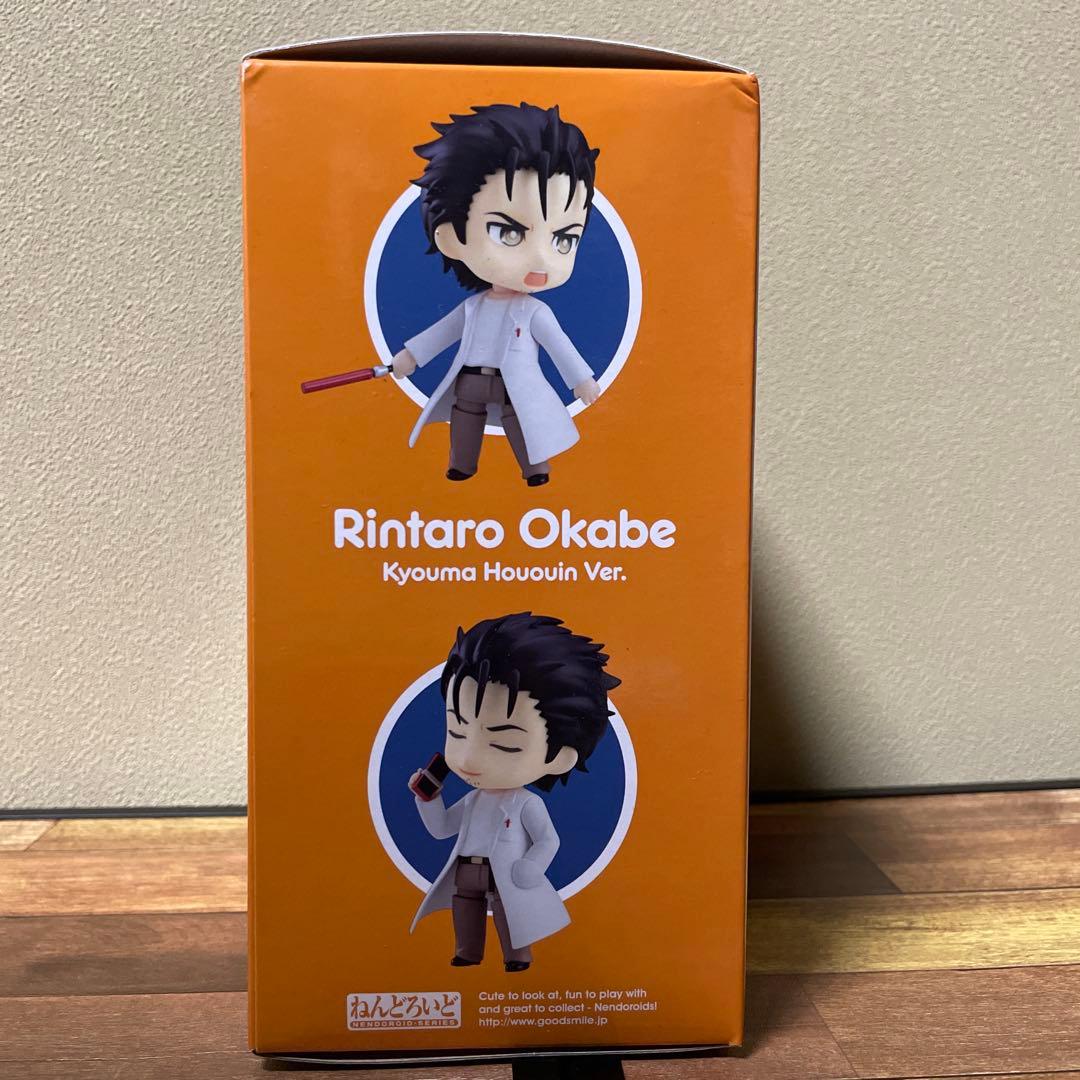 Rintaro Okabe
Kyouma Hououin Ver.
ねんどろいど
NENDOROID·SERIES
Cute to look at, fun to play with
and great to collect - Nendoroids!
http://www.goodsmile.jp